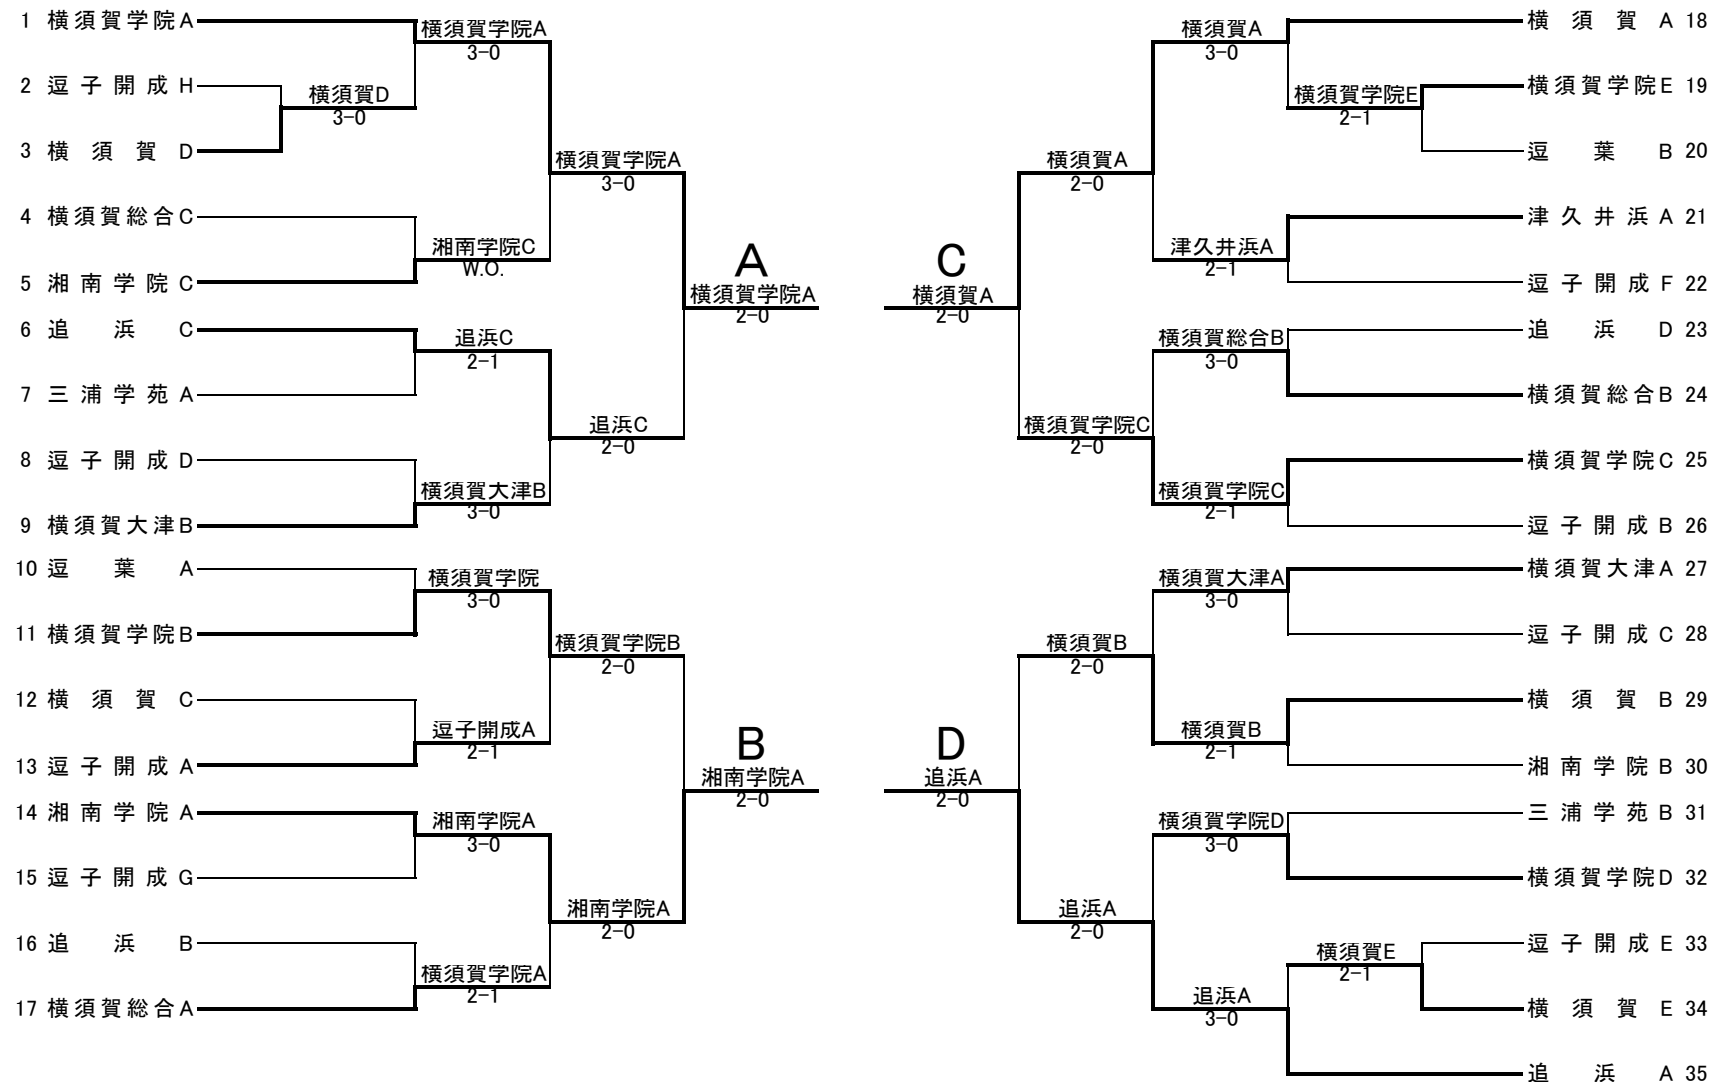 1 横須賀学院A
横須賀学院A
3-0
2 逗子開成H
横須賀D
3-0
3 横須賀D
横須賀学院A
3-0
4 横須賀総合C
湘南学院C
W.O.
5 湘南学院C
A
横須賀学院A
2-0
6 追浜C
追浜C
2-1
7 三浦学苑A
追浜C
2-0
8 逗子開成D
横須賀大津B
3-0
9 横須賀大津B
10 逗葉A
横須賀学院
3-0
11 横須賀学院B
横須賀学院B
2-0
12 横須賀C
逗子開成A
2-1
13 逗子開成A
B
湘南学院A
2-0
14 湘南学院A
湘南学院A
3-0
15 逗子開成G
湘南学院A
2-0
16 追浜B
横須賀学院A
2-1
17 横須賀総合A
横須賀A 18
横須賀A
3-0
横須賀学院E 19
横須賀学院E
2-1
逗葉B 20
横須賀A
2-0
津久井浜A 21
津久井浜A
2-1
逗子開成F 22
C
横須賀A
2-0
追浜D 23
横須賀総合B
3-0
横須賀総合B 24
横須賀学院C
2-0
横須賀学院C 25
横須賀学院C
2-1
逗子開成B 26
横須賀大津A 27
横須賀大津A
3-0
逗子開成C 28
横須賀B
2-0
横須賀B 29
横須賀B
2-1
湘南学院B 30
D
追浜A
2-0
三浦学苑B 31
横須賀学院D
3-0
横須賀学院D 32
追浜A
2-0
逗子開成E 33
横須賀E
2-1
横須賀E 34
追浜A
3-0
追浜A 35